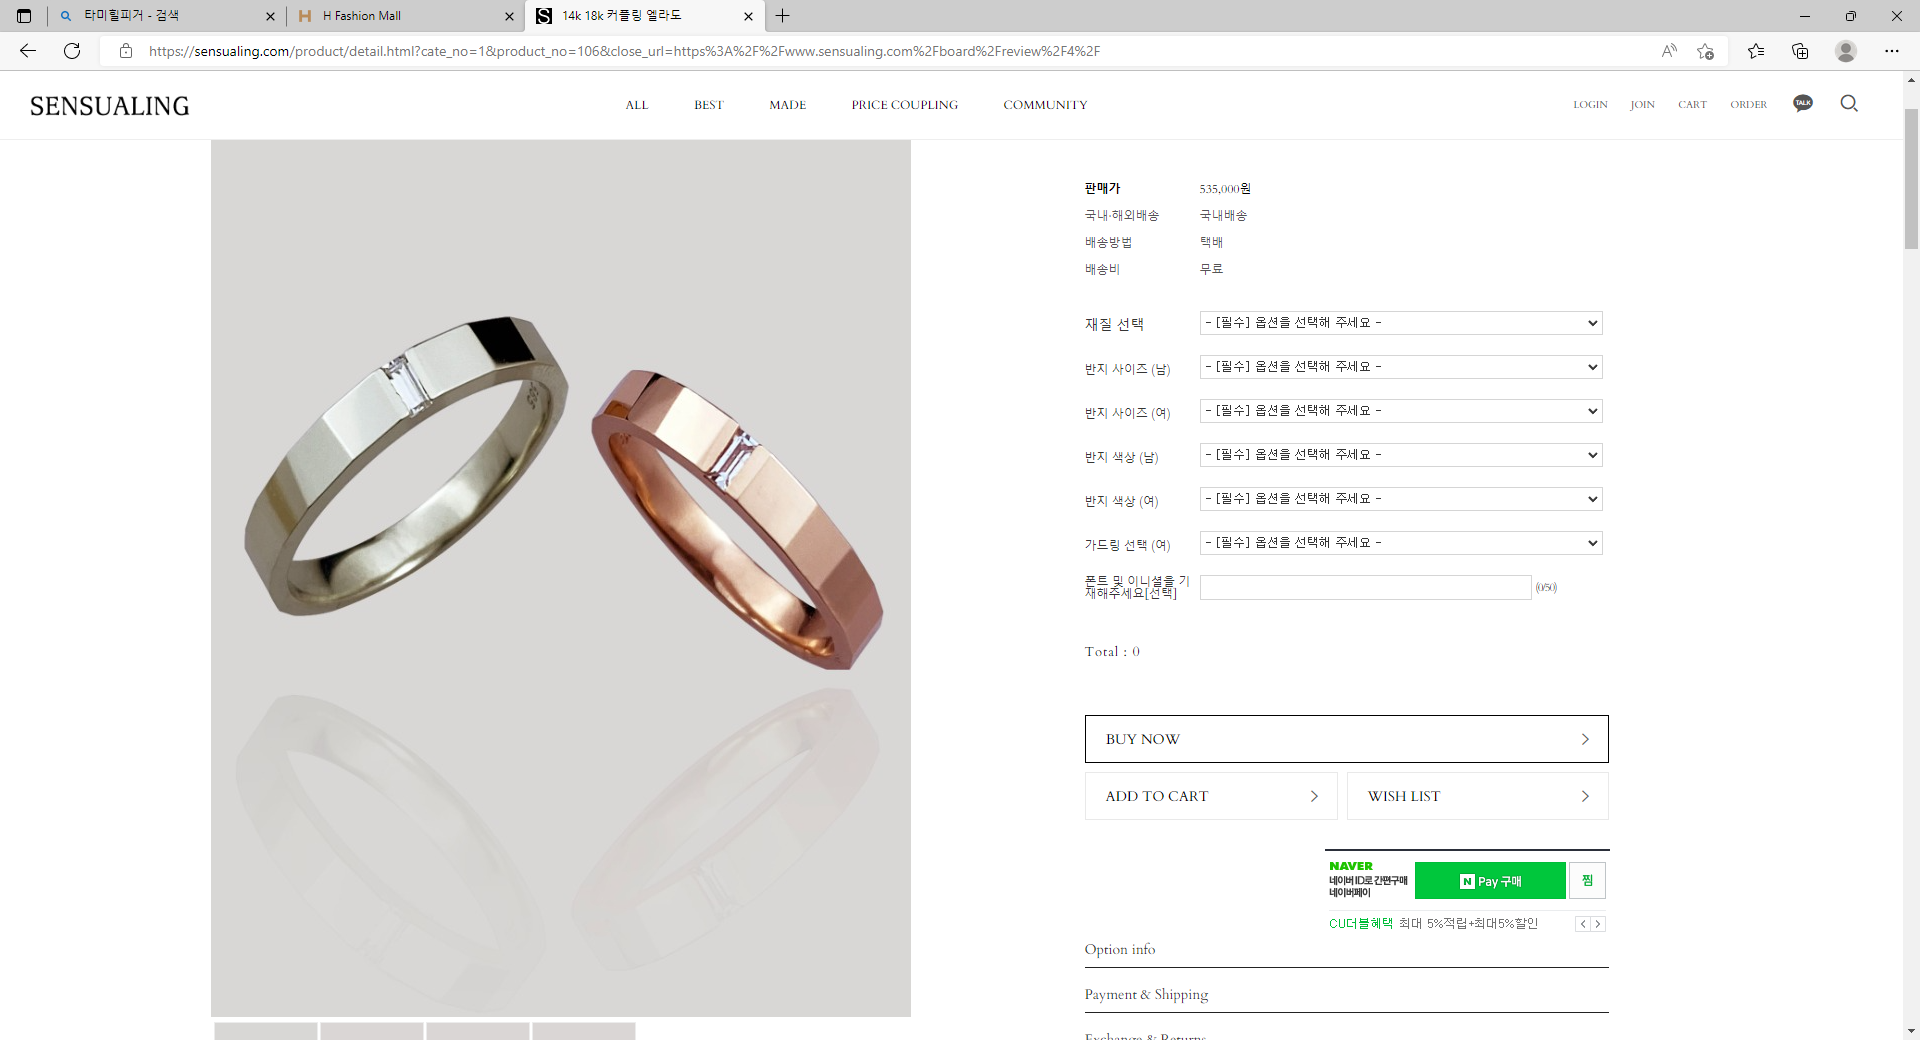 타미힐피거 - 검색
H Fashion Mall
14k 18k 커플링 엘라도
https://sensualing.com/product/detail.html?cate_no=1&product_no=106&close_url=https%3A%2F%2Fwww.sensualing.com%2Fboard%2Freview%2F4%2F
SENSUALING
ALL BEST MADE PRICE COUPLING COMMUNITY
LOGIN JOIN CART ORDER TALK
판매가 535,000원
국내·해외배송 국내배송
배송방법 택배
배송비 무료
재질 선택 - [필수] 옵션을 선택해 주세요 -
반지 사이즈 (남) - [필수] 옵션을 선택해 주세요 -
반지 사이즈 (여) - [필수] 옵션을 선택해 주세요 -
반지 색상 (남) - [필수] 옵션을 선택해 주세요 -
반지 색상 (여) - [필수] 옵션을 선택해 주세요 -
가드링 선택 (여) - [필수] 옵션을 선택해 주세요 -
폰트 및 이니셜을 기
재해주세요[선택]
(0/50)
Total : 0
BUY NOW
ADD TO CART
WISH LIST
NAVER
네이버 ID로 간편구매
네이버페이
N Pay 구매
찜
CU더블혜택 최대 5%적립+최대5%할인
Option info
Payment & Shipping
Exchange & Returns